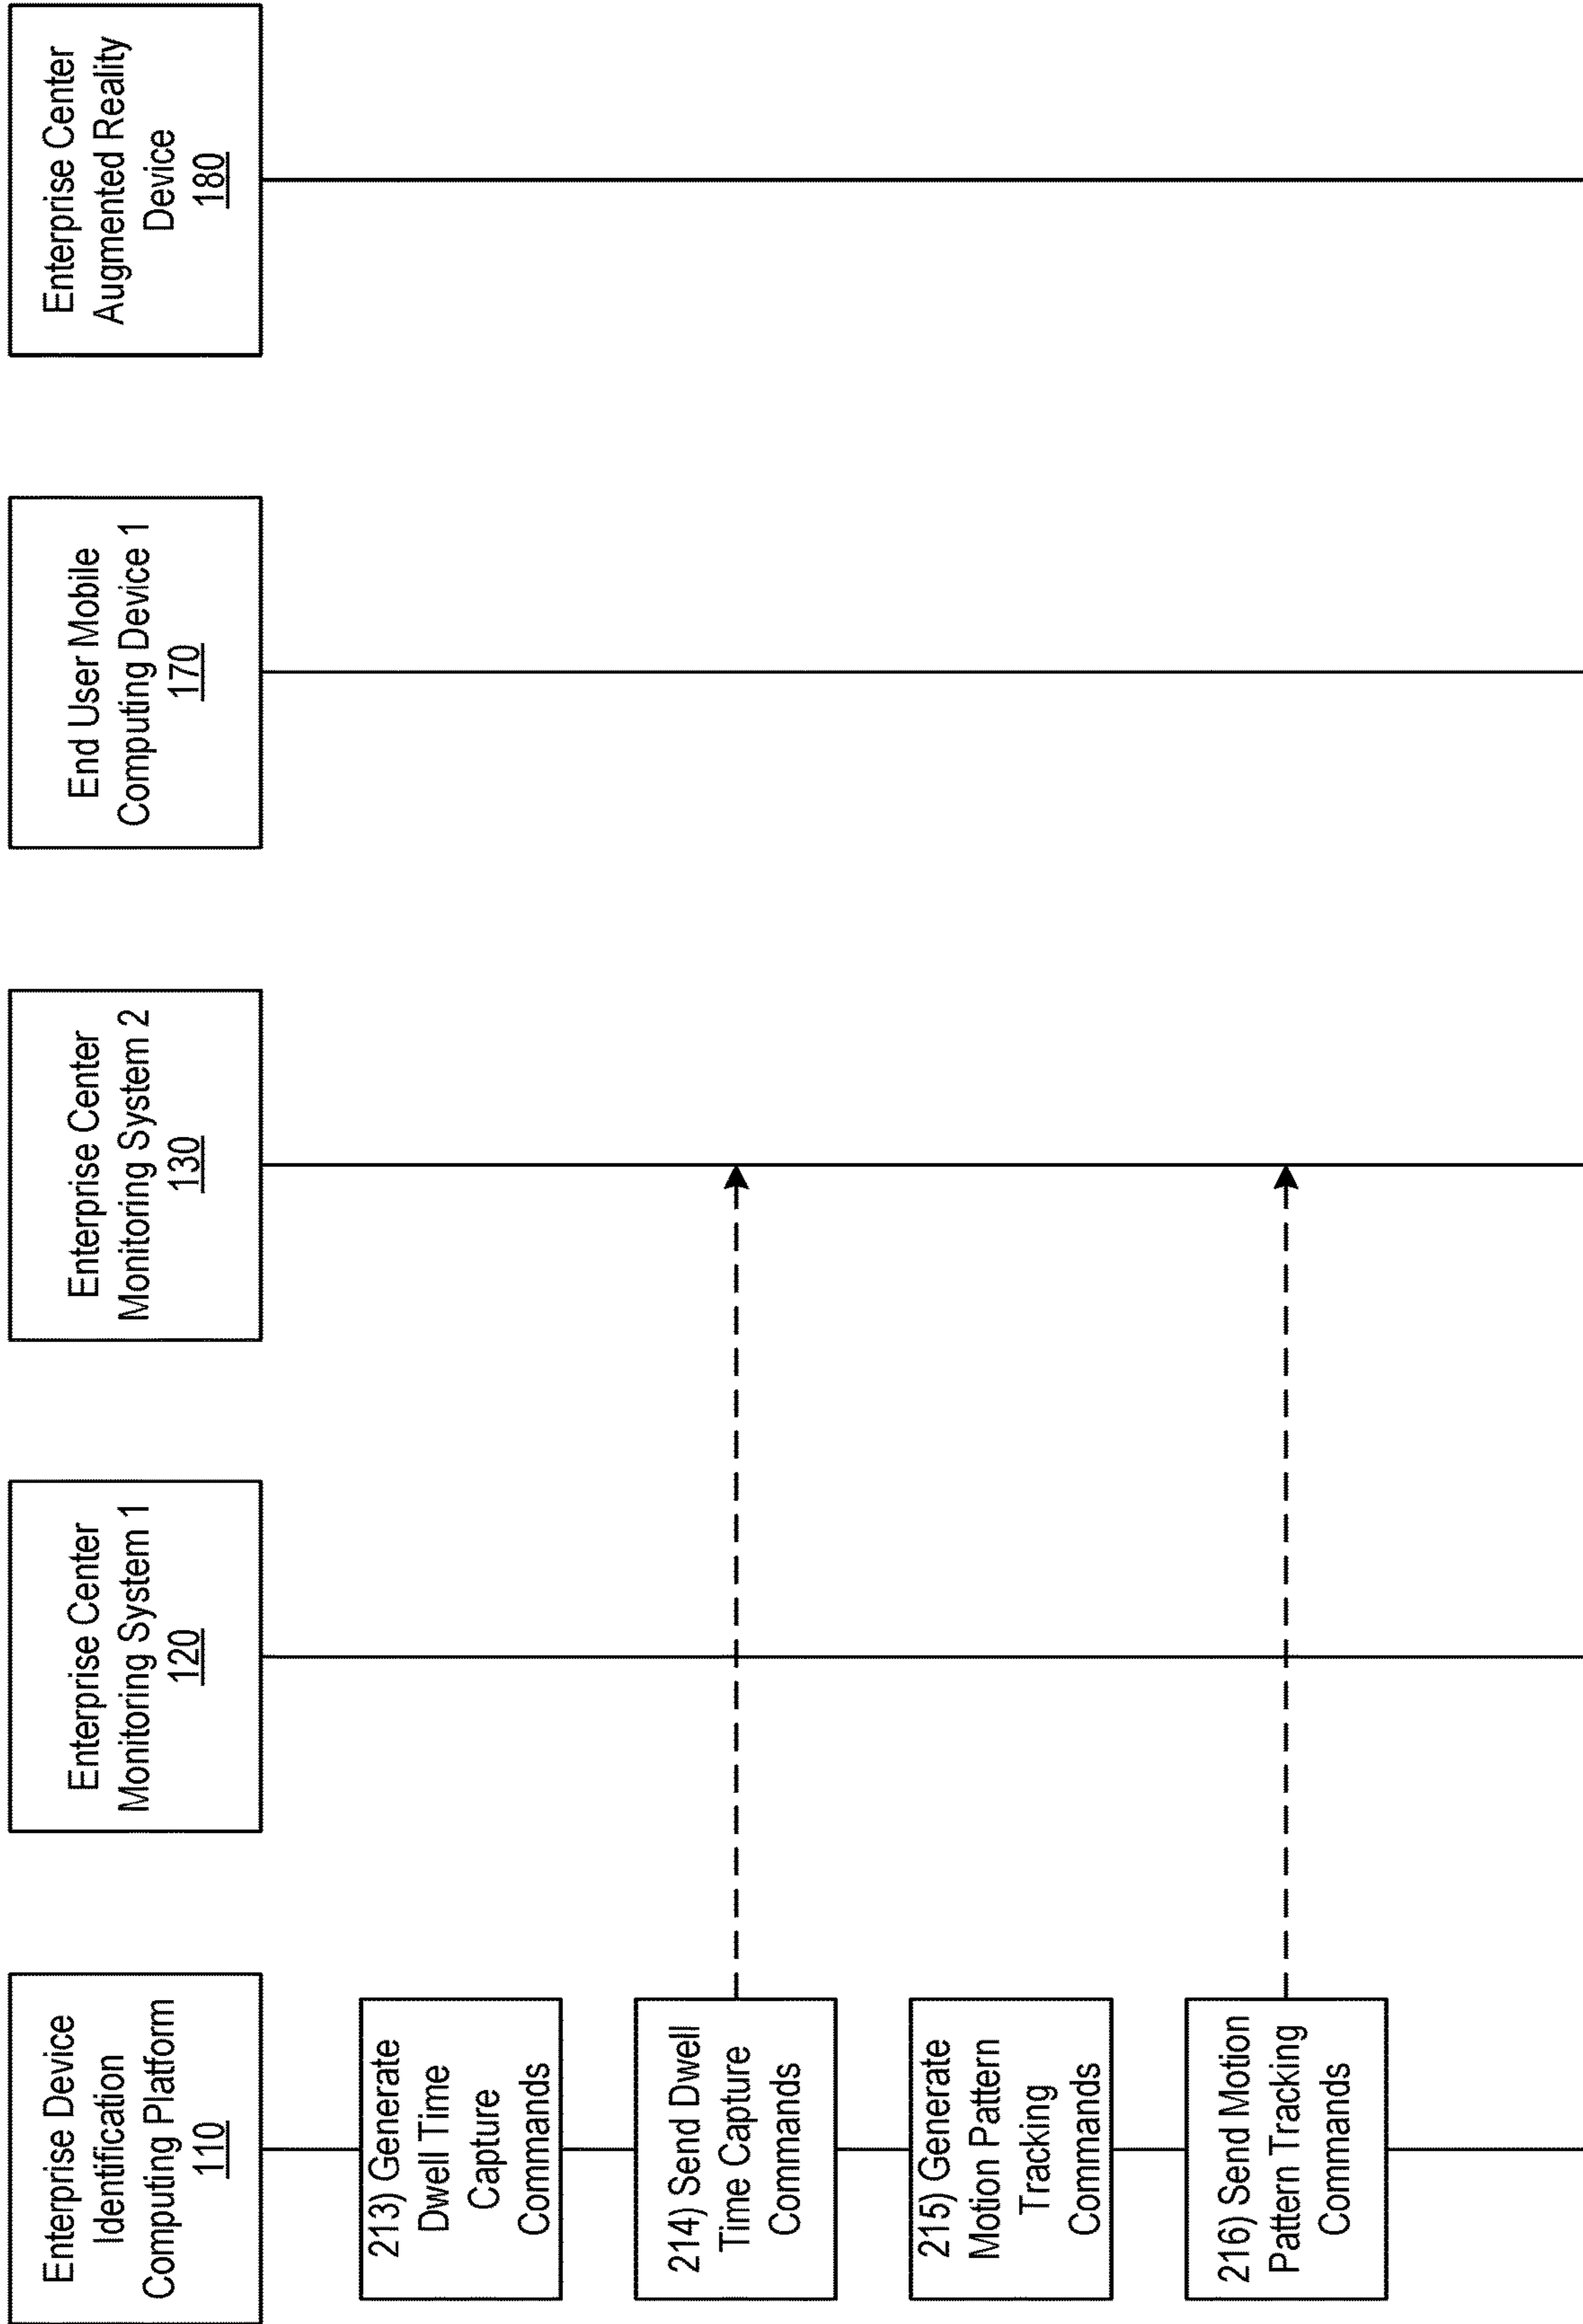 Enterprise Device
Identification
Computing Platform
110
Enterprise Center
Monitoring System 1
120
Enterprise Center
Monitoring System 2
130
End User Mobile
Computing Device 1
170
Enterprise Center
Augmented Reality
Device
180
213) Generate
Dwell Time
Capture
Commands
214) Send Dwell
Time Capture
Commands
215) Generate
Motion Pattern
Tracking
Commands
216) Send Motion
Pattern Tracking
Commands